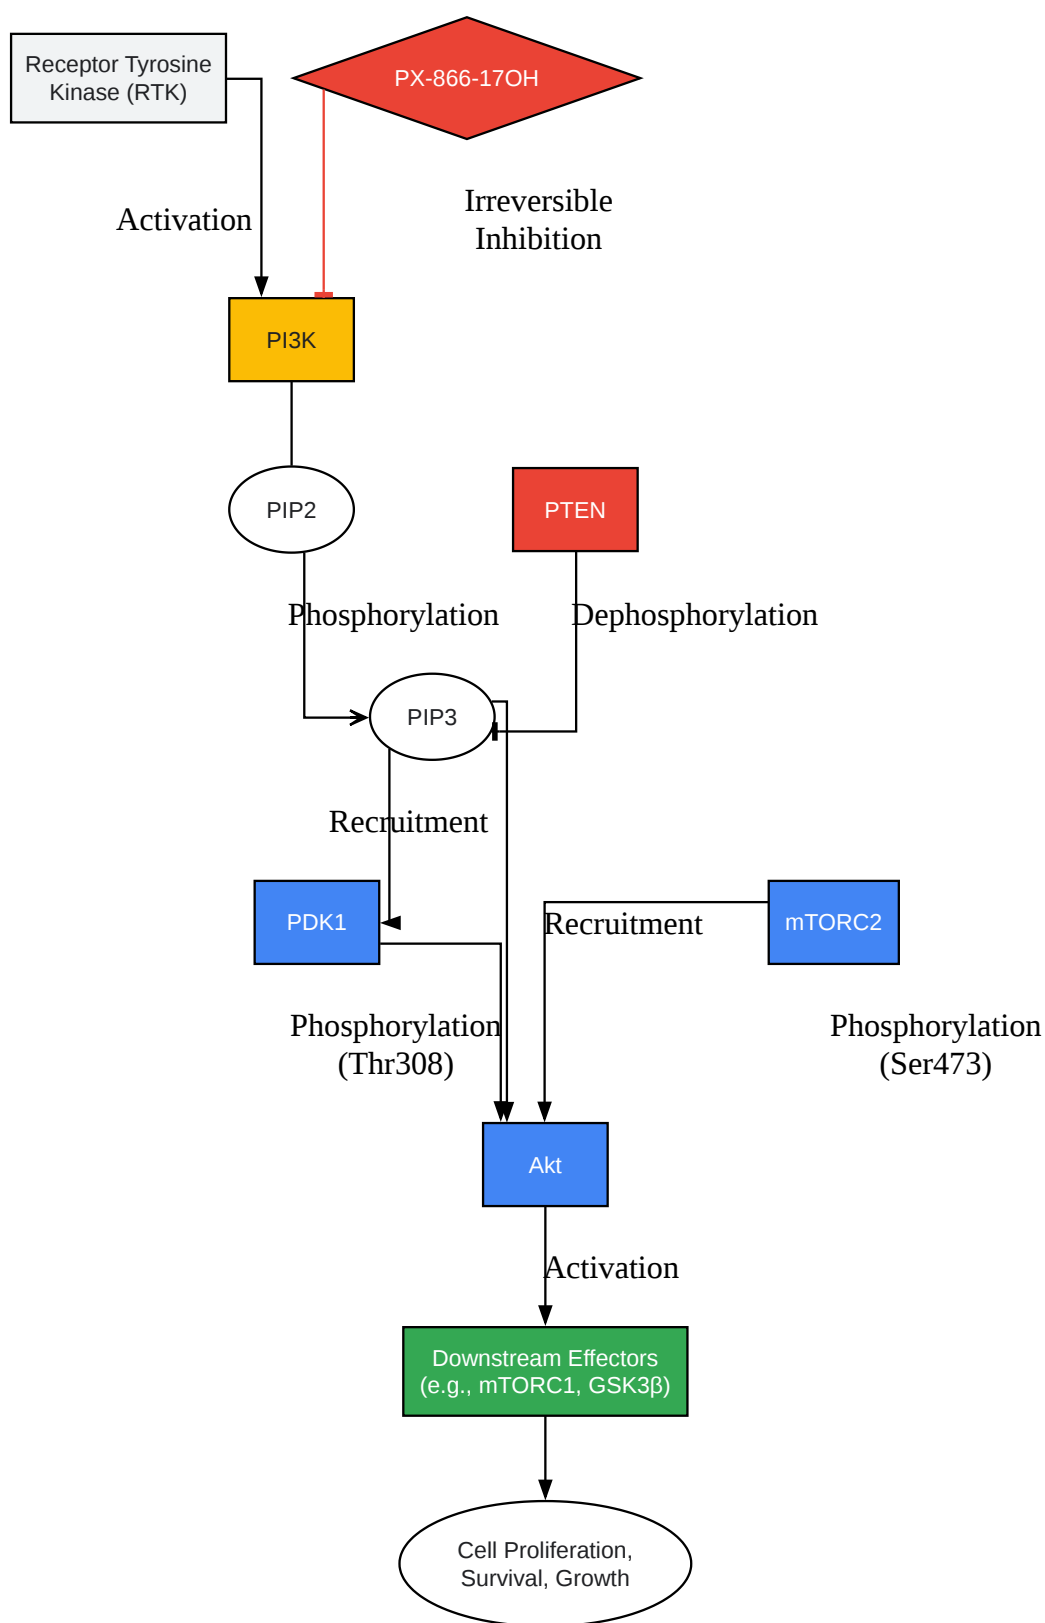 Receptor Tyrosine
Kinase (RTK)
PX-866-17OH
Activation
Irreversible
Inhibition
PI3K
PIP2
PTEN
Phosphorylation
Dephosphorylation
PIP3
Recruitment
PDK1
Recruitment
mTORC2
Phosphorylation
(Thr308)
Phosphorylation
(Ser473)
Akt
Activation
Downstream Effectors
(e.g., mTORC1, GSK3β)
Cell Proliferation,
Survival, Growth